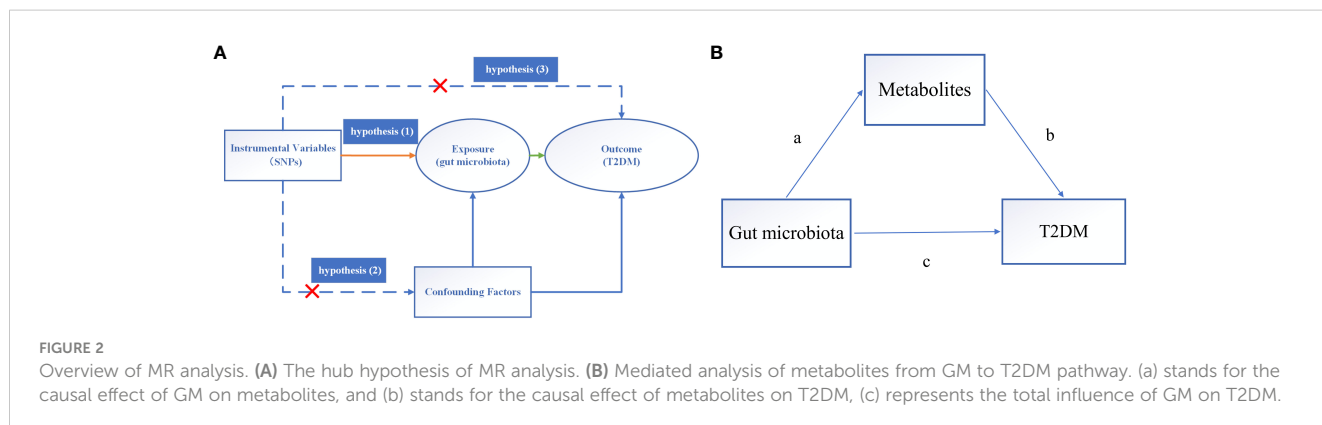 A
hypothesis (3)
hypothesis (1)
Instrumental Variables
（SNPs）
Exposure
(gut microbiota)
Outcome
(T2DM)
hypothesis (2)
Confounding Factors
B
Metabolites
a
b
Gut microbiota
T2DM
c
FIGURE 2
Overview of MR analysis. (A) The hub hypothesis of MR analysis. (B) Mediated analysis of metabolites from GM to T2DM pathway. (a) stands for the
causal effect of GM on metabolites, and (b) stands for the causal effect of metabolites on T2DM, (c) represents the total influence of GM on T2DM.